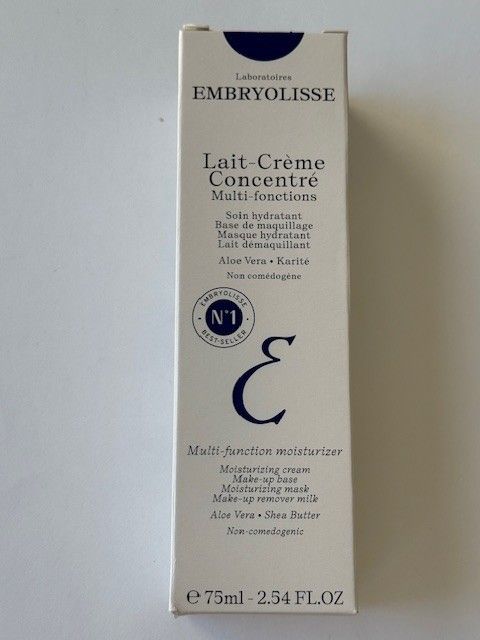 Laboratoires
EMBRYOLISSE
Lait-Crème
Concentré
Multi-fonctions
Soin hydratant
Base de maquillage
Masque hydratant
Lait démaquillant
Aloe Vera • Karité
Non comédogène
EMBRYOLISSE
N°1
BEST-SELLER
ε
Multi-function moisturizer
Moisturizing cream
Make-up base
Moisturizing mask
Make-up remover milk
Aloe Vera • Shea Butter
Non-comedogenic
℮ 75ml - 2.54 FL.OZ